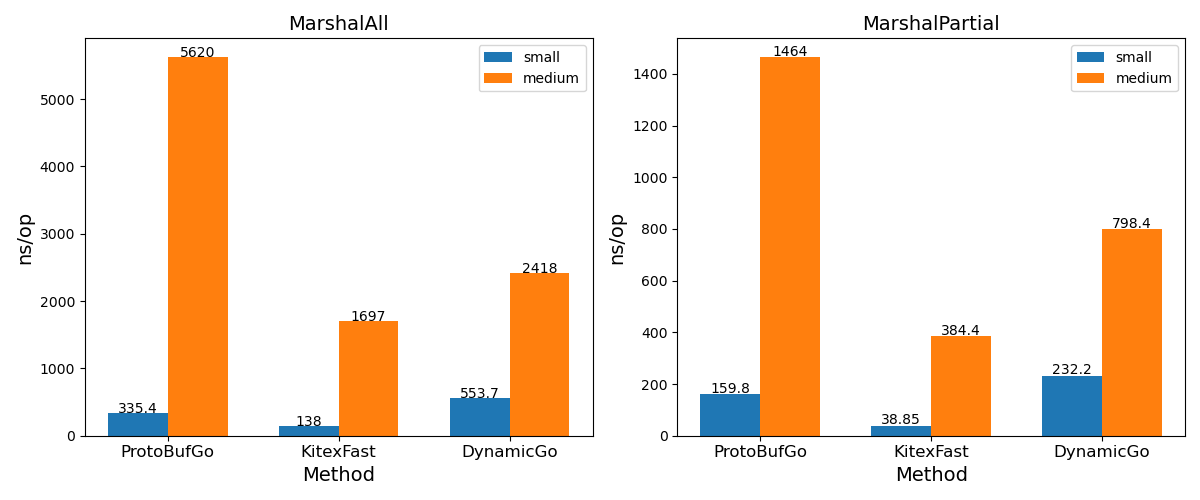 MarshalAll
5620
small
medium
5000
4000
ns/op
3000
2418
2000
1697
1000
553.7
335.4
138
0
ProtoBufGo KitexFast DynamicGo
Method
MarshalPartial
1464
small
medium
1400
1200
1000
ns/op
800
798.4
600
400
384.4
232.2
200
159.8
38.85
0
ProtoBufGo KitexFast DynamicGo
Method